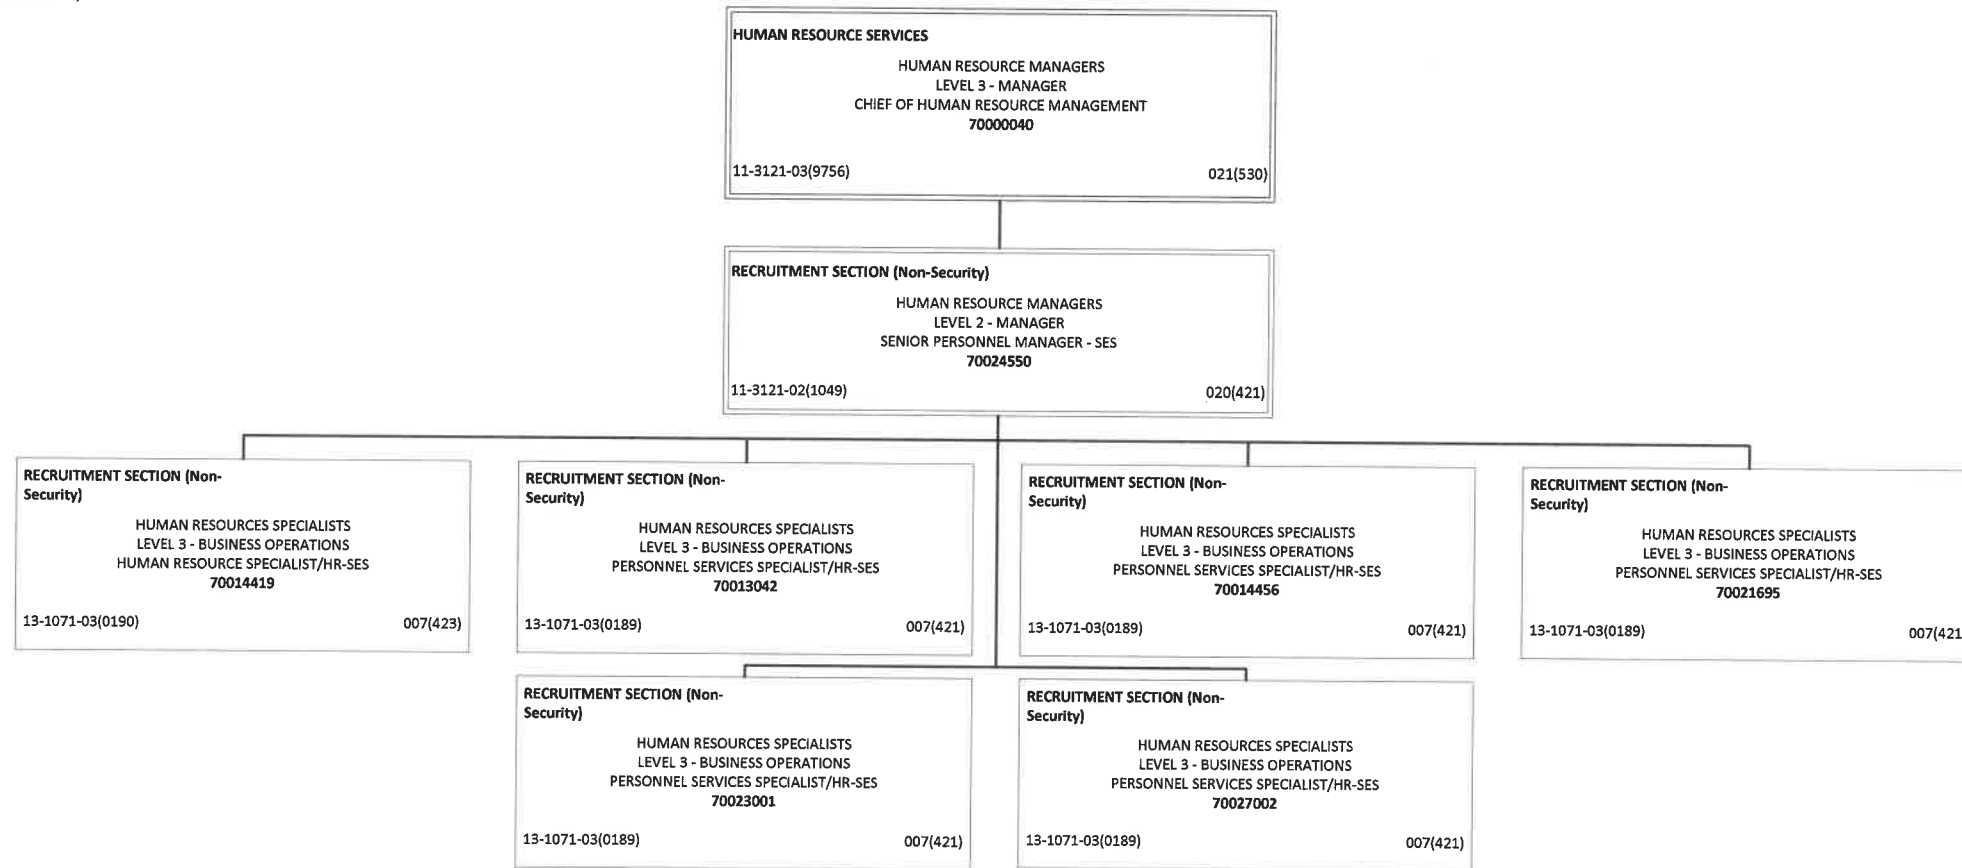 HUMAN RESOURCE SERVICES
HUMAN RESOURCE MANAGERS
LEVEL 3 - MANAGER
CHIEF OF HUMAN RESOURCE MANAGEMENT
70000040
11-3121-03(9756) 021(530)
RECRUITMENT SECTION (Non-Security)
HUMAN RESOURCE MANAGERS
LEVEL 2 - MANAGER
SENIOR PERSONNEL MANAGER - SES
70024550
11-3121-02(1049) 020(421)
RECRUITMENT SECTION (Non-
Security)
HUMAN RESOURCES SPECIALISTS
LEVEL 3 - BUSINESS OPERATIONS
HUMAN RESOURCE SPECIALIST/HR-SES
70014419
13-1071-03(0190) 007(423)
RECRUITMENT SECTION (Non-
Security)
HUMAN RESOURCES SPECIALISTS
LEVEL 3 - BUSINESS OPERATIONS
PERSONNEL SERVICES SPECIALIST/HR-SES
70013042
13-1071-03(0189) 007(421)
RECRUITMENT SECTION (Non-
Security)
HUMAN RESOURCES SPECIALISTS
LEVEL 3 - BUSINESS OPERATIONS
PERSONNEL SERVICES SPECIALIST/HR-SES
70014456
13-1071-03(0189) 007(421)
RECRUITMENT SECTION (Non-
Security)
HUMAN RESOURCES SPECIALISTS
LEVEL 3 - BUSINESS OPERATIONS
PERSONNEL SERVICES SPECIALIST/HR-SES
70021695
13-1071-03(0189) 007(421
RECRUITMENT SECTION (Non-
Security)
HUMAN RESOURCES SPECIALISTS
LEVEL 3 - BUSINESS OPERATIONS
PERSONNEL SERVICES SPECIALIST/HR-SES
70023001
13-1071-03(0189) 007(421)
RECRUITMENT SECTION (Non-
Security)
HUMAN RESOURCES SPECIALISTS
LEVEL 3 - BUSINESS OPERATIONS
PERSONNEL SERVICES SPECIALIST/HR-SES
70027002
13-1071-03(0189) 007(421)